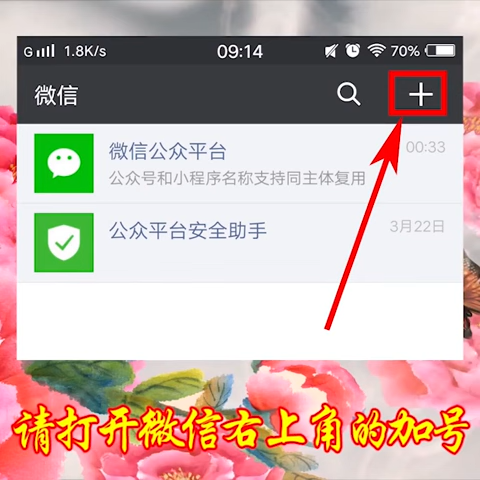 G 1.8K/s 09:14 70%
微信
微信公众平台 00:33
公众号和小程序名称支持同主体复用
公众平台安全助手 3月22日
请打开微信右上角的加号